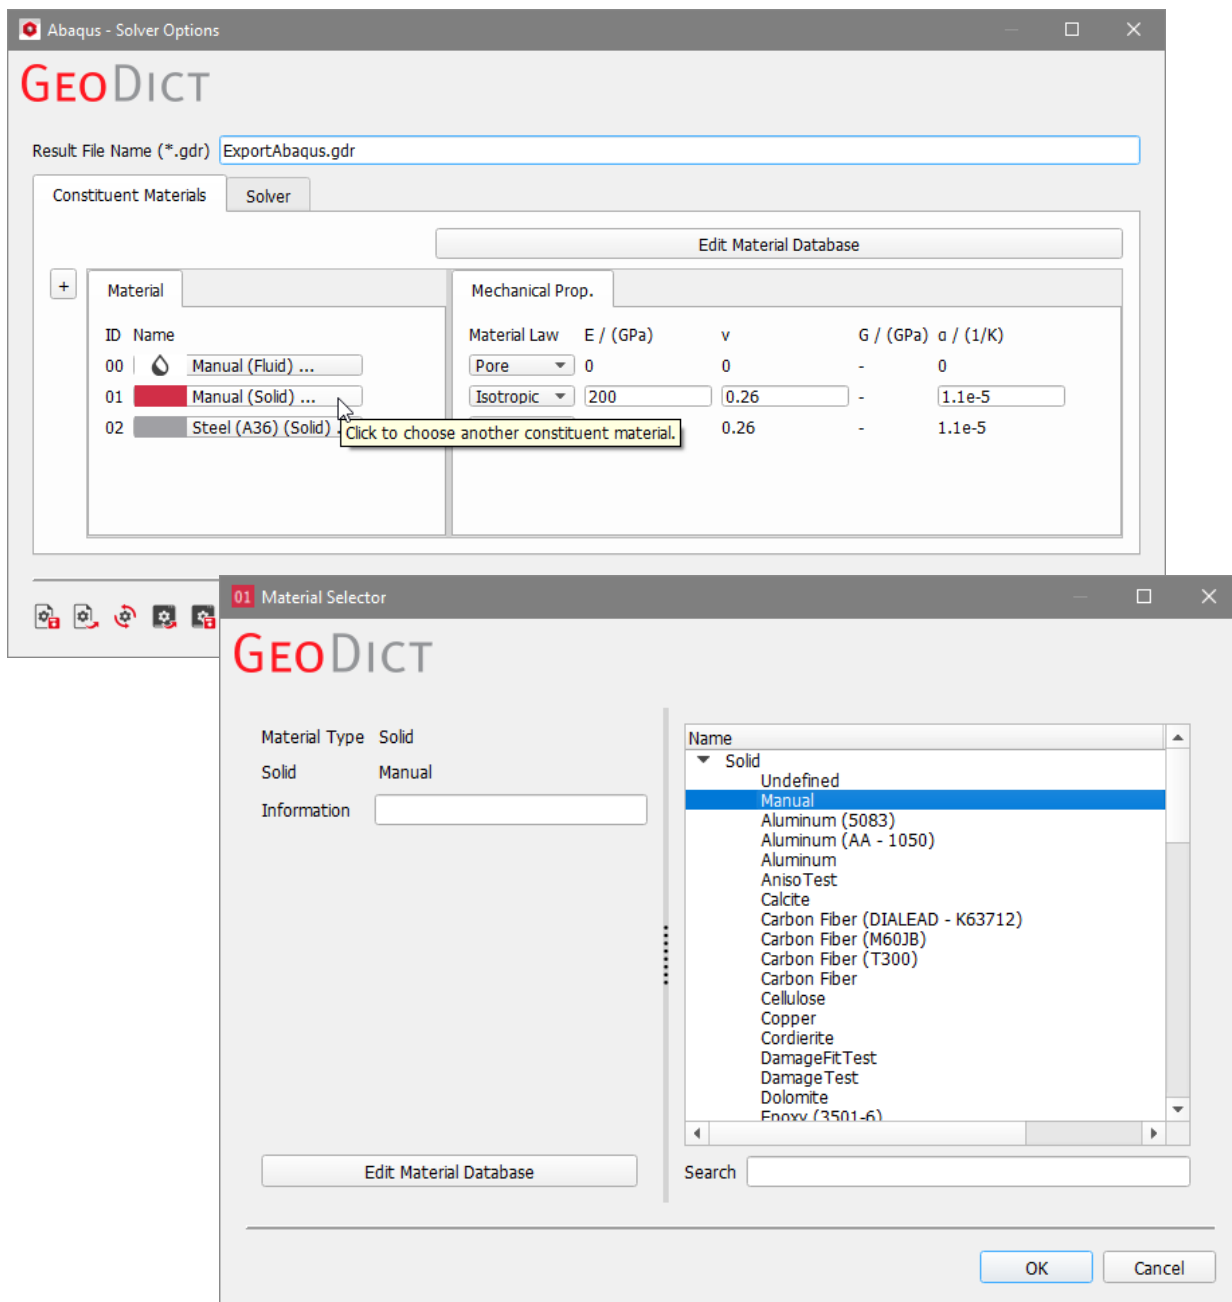 Abaqus - Solver Options
GEODICT
Result File Name (*.gdr) ExportAbaqus.gdr
Constituent Materials Solver
Edit Material Database
+ Material Mechanical Prop.
ID Name Material Law E / (GPa) ν G / (GPa) α / (1/K)
00 Manual (Fluid) ... Pore 0 0 - 0
01 Manual (Solid) ... Isotropic 200 0.26 - 1.1e-5
02 Steel (A36) (Solid) 0.26 - 1.1e-5
Click to choose another constituent material.
01 Material Selector
GEODICT
Material Type Solid
Solid Manual
Information
Name
Solid
Undefined
Manual
Aluminum (5083)
Aluminum (AA - 1050)
Aluminum
AnisoTest
Calcite
Carbon Fiber (DIALEAD - K63712)
Carbon Fiber (M60JB)
Carbon Fiber (T300)
Carbon Fiber
Cellulose
Copper
Cordierite
DamageFitTest
DamageTest
Dolomite
Epoxy (3501-6)
Edit Material Database
Search
OK Cancel